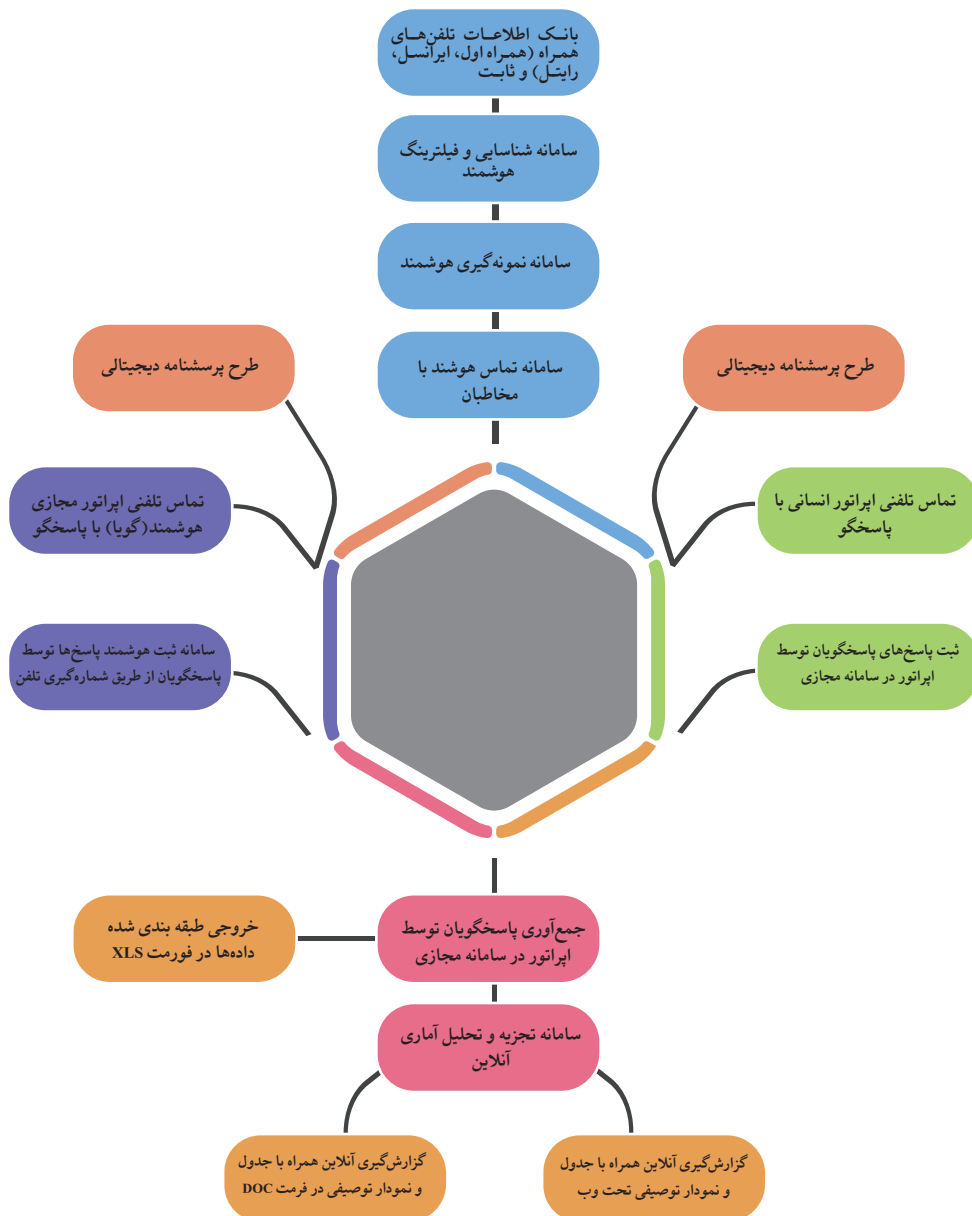 بانک اطلاعات تلفن‌های
همراه (همراه اول، ایرانسل،
رایتل) و ثابت
سامانه شناسایی و فیلترینگ
هوشمند
سامانه نمونه‌گیری هوشمند
سامانه تماس هوشند با
مخاطبان
طرح پرسشنامه دیجیتالی
طرح پرسشنامه دیجیتالی
تماس تلفنی اپراتور انسانی با
پاسخگو
تماس تلفنی اپراتور مجازی
هوشمند(گویا) با پاسخگو
ثبت پاسخ‌های پاسخگویان توسط
اپراتور در سامانه مجازی
سامانه ثبت هوشمند پاسخ‌ها توسط
پاسخگویان از طریق شماره‌گیری تلفن
جمع‌آوری پاسخگویان توسط
اپراتور در سامانه مجازی
خروجی طبقه بندی شده
داده‌ها در فورمت XLS
سامانه تجزیه و تحلیل آماری
آنلاین
گزارش‌گیری آنلاین همراه با جدول
و نمودار توصیفی تحت وب
گزارش‌گیری آنلاین همراه با جدول
و نمودار توصیفی در فرمت DOC